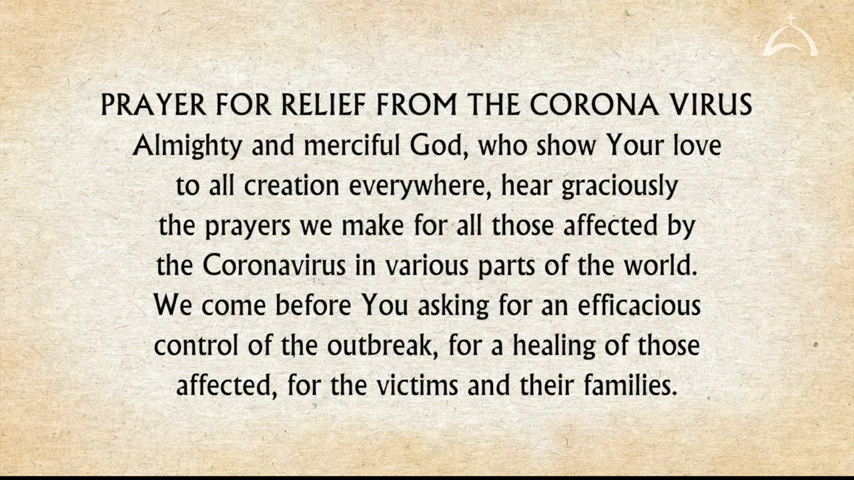 PRAYER FOR RELIEF FROM THE CORONA VIRUS
Almighty and merciful God, who show Your love
to all creation everywhere, hear graciously
the prayers we make for all those affected by
the Coronavirus in various parts of the world.
We come before You asking for an efficacious
control of the outbreak, for a healing of those
affected, for the victims and their families.